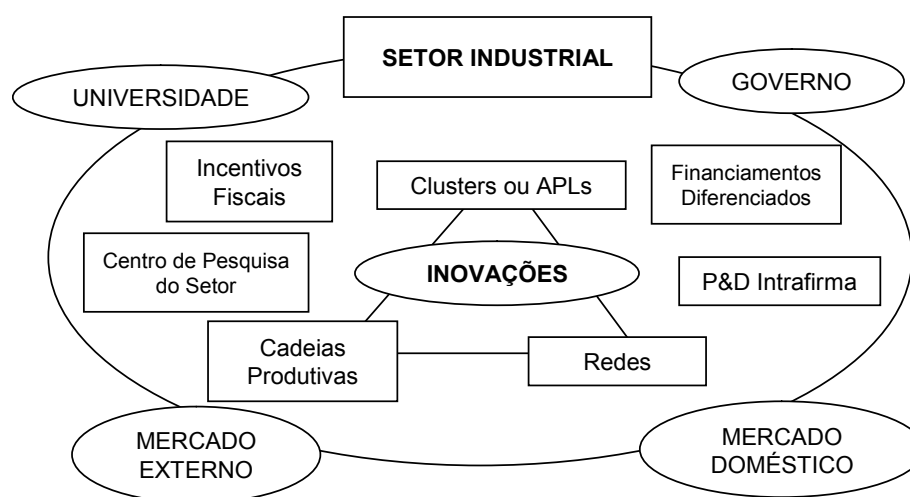 SETOR INDUSTRIAL
UNIVERSIDADE
GOVERNO
Incentivos
Fiscais
Clusters ou APLs
Financiamentos
Diferenciados
Centro de Pesquisa
do Setor
INOVAÇÕES
P&D Intrafirma
Cadeias
Produtivas
Redes
MERCADO
EXTERNO
MERCADO
DOMÉSTICO